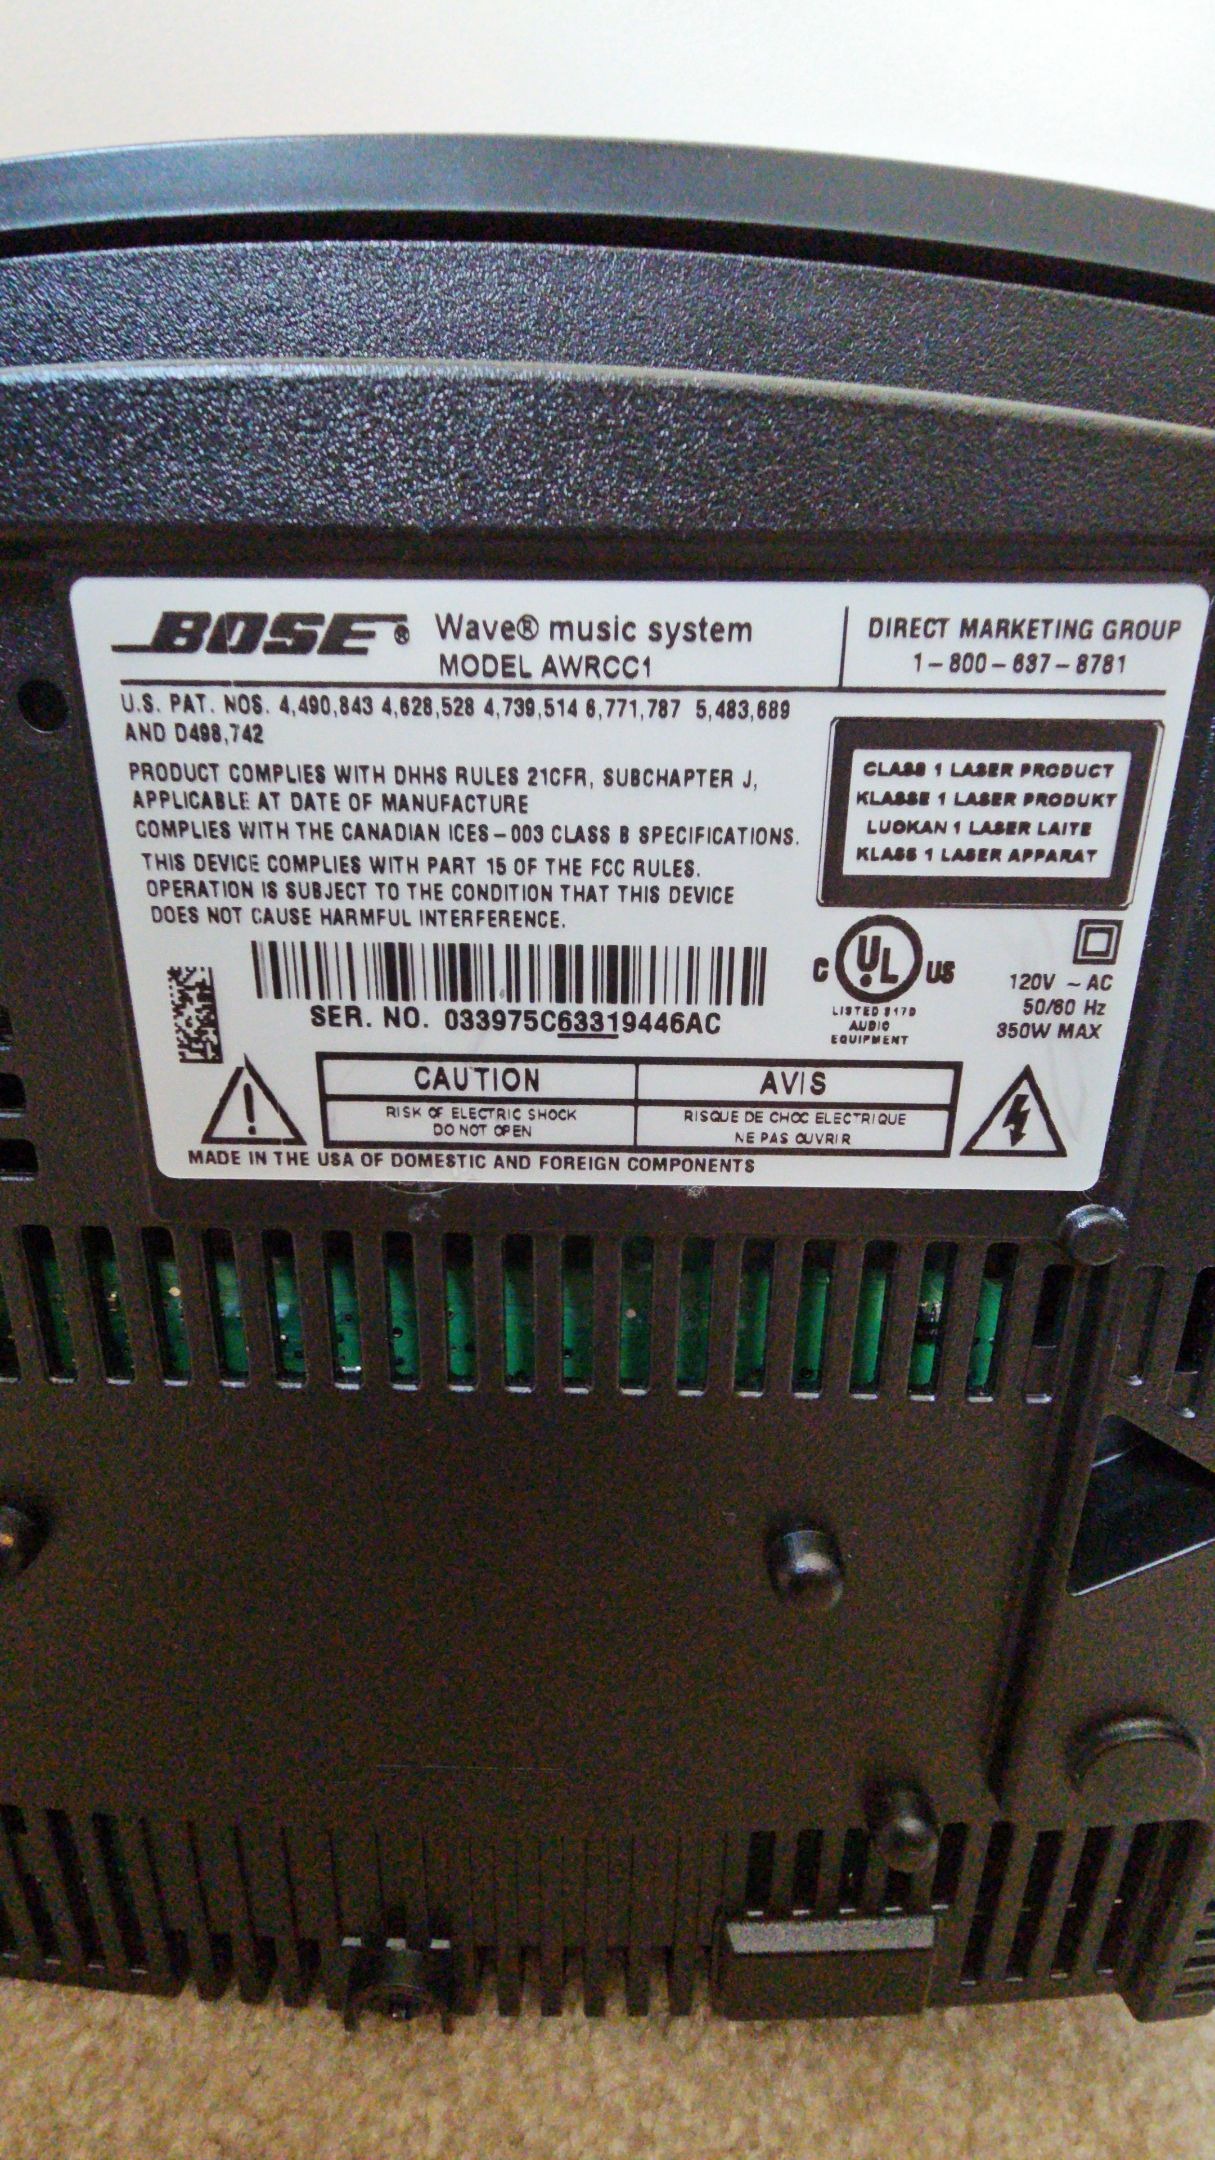 BOSE® Wave® music system
MODEL AWRCC1
DIRECT MARKETING GROUP
1-800-637-8781
U.S. PAT. NOS. 4,490,843 4,628,528 4,739,514 6,771,787 5,483,689
AND D498,742
PRODUCT COMPLIES WITH DHHS RULES 21CFR, SUBCHAPTER J,
APPLICABLE AT DATE OF MANUFACTURE
COMPLIES WITH THE CANADIAN ICES-003 CLASS B SPECIFICATIONS.
THIS DEVICE COMPLIES WITH PART 15 OF THE FCC RULES.
OPERATION IS SUBJECT TO THE CONDITION THAT THIS DEVICE
DOES NOT CAUSE HARMFUL INTERFERENCE.
CLASS 1 LASER PRODUCT
KLASSE 1 LASER PRODUKT
LUOKAN 1 LASER LAITE
KLASS 1 LASER APPARAT
C UL US
LISTED 817D
AUDIO
EQUIPMENT
120V ~ AC
50/60 Hz
350W MAX
SER. NO. 033975C63319446AC
CAUTION
RISK OF ELECTRIC SHOCK
DO NOT OPEN
AVIS
RISQUE DE CHOC ELECTRIQUE
NE PAS OUVRIR
MADE IN THE USA OF DOMESTIC AND FOREIGN COMPONENTS